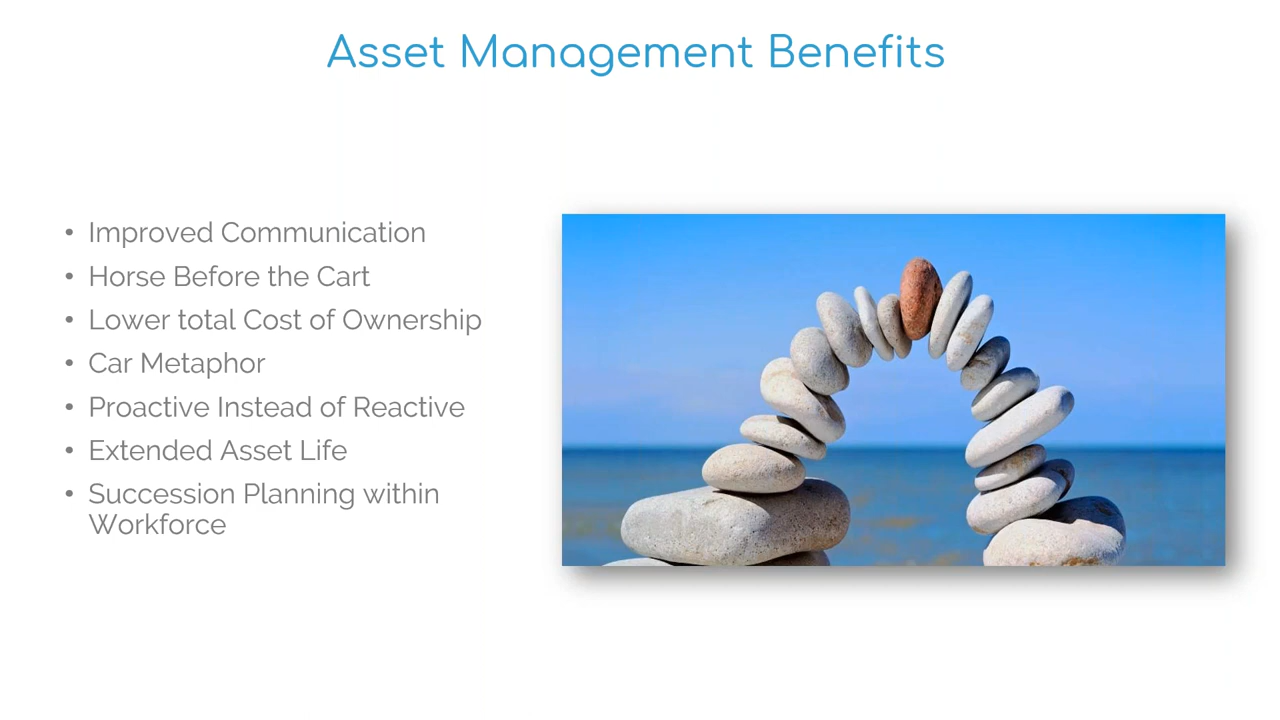 Asset Management Benefits
• Improved Communication
• Horse Before the Cart
• Lower total Cost of Ownership
• Car Metaphor
• Proactive Instead of Reactive
• Extended Asset Life
• Succession Planning within
Workforce